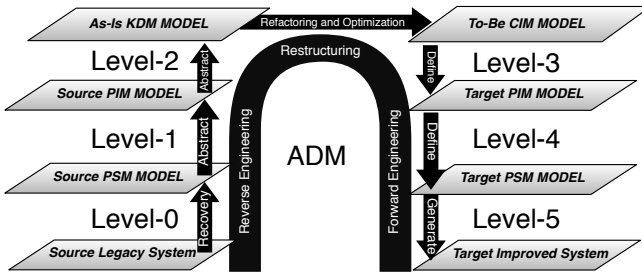 As-Is KDM MODEL
Refactoring and Optimization
To-Be CIM MODEL
Restructuring
Level-2
Abstract
Define
Level-3
Source PIM MODEL
Target PIM MODEL
Level-1
Abstract
Reverse Engineering
ADM
Forward Engineering
Define
Level-4
Source PSM MODEL
Target PSM MODEL
Level-0
Recovery
Generate
Level-5
Source Legacy System
Target Improved System